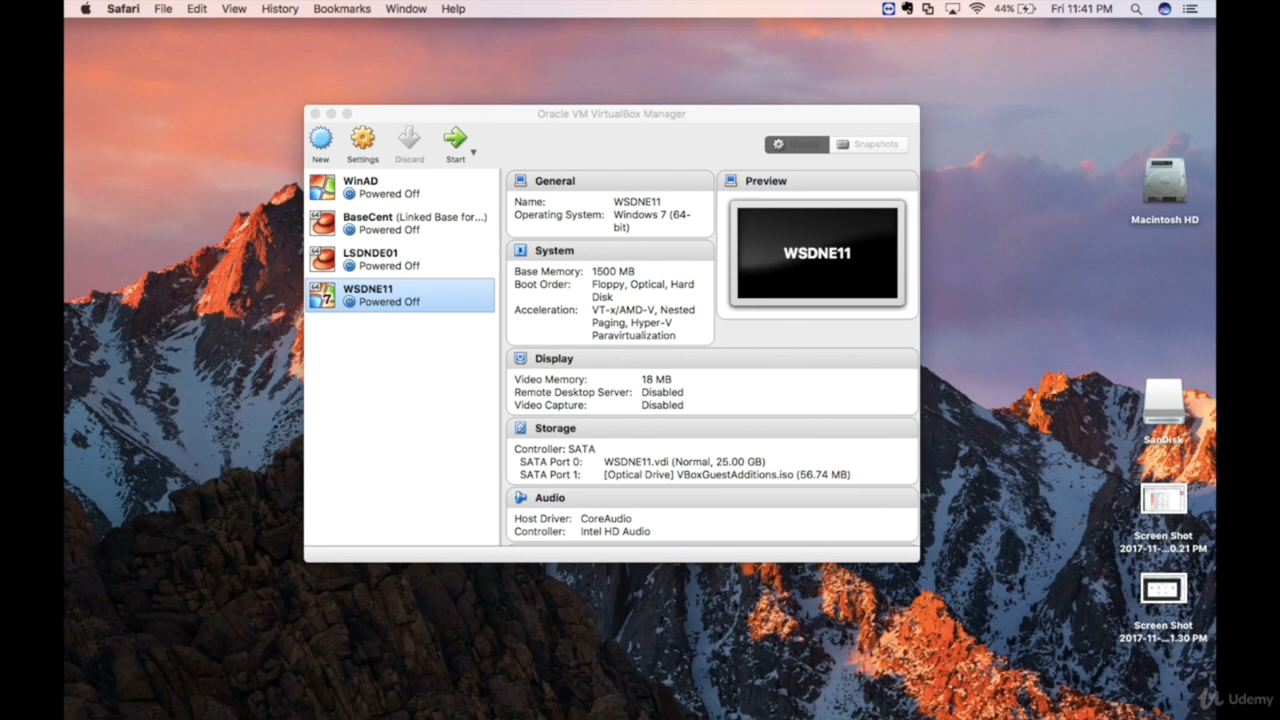 Safari File Edit View History Bookmarks Window Help 44% Fri 11:41 PM
Oracle VM VirtualBox Manager
New Settings Discard Start Snapshots
WinAD
Powered Off
BaseCent (Linked Base for...)
Powered Off
LSDNDE01
Powered Off
WSDNE11
Powered Off
64
64
64
7
General
Name: WSDNE11
Operating System: Windows 7 (64-
bit)
System
Base Memory: 1500 MB
Boot Order: Floppy, Optical, Hard
Disk
Acceleration: VT-x/AMD-V, Nested
Paging, Hyper-V
Paravirtualization
Preview
WSDNE11
Display
Video Memory: 18 MB
Remote Desktop Server: Disabled
Video Capture: Disabled
Storage
Controller: SATA
SATA Port 0: WSDNE11.vdi (Normal, 25.00 GB)
SATA Port 1: [Optical Drive] VBoxGuestAdditions.iso (56.74 MB)
Audio
Host Driver: CoreAudio
Controller: Intel HD Audio
Macintosh HD
SanDisk
Screen Shot
2017-11-...0.21 PM
Screen Shot
2017-11-...1.30 PM
Udemy